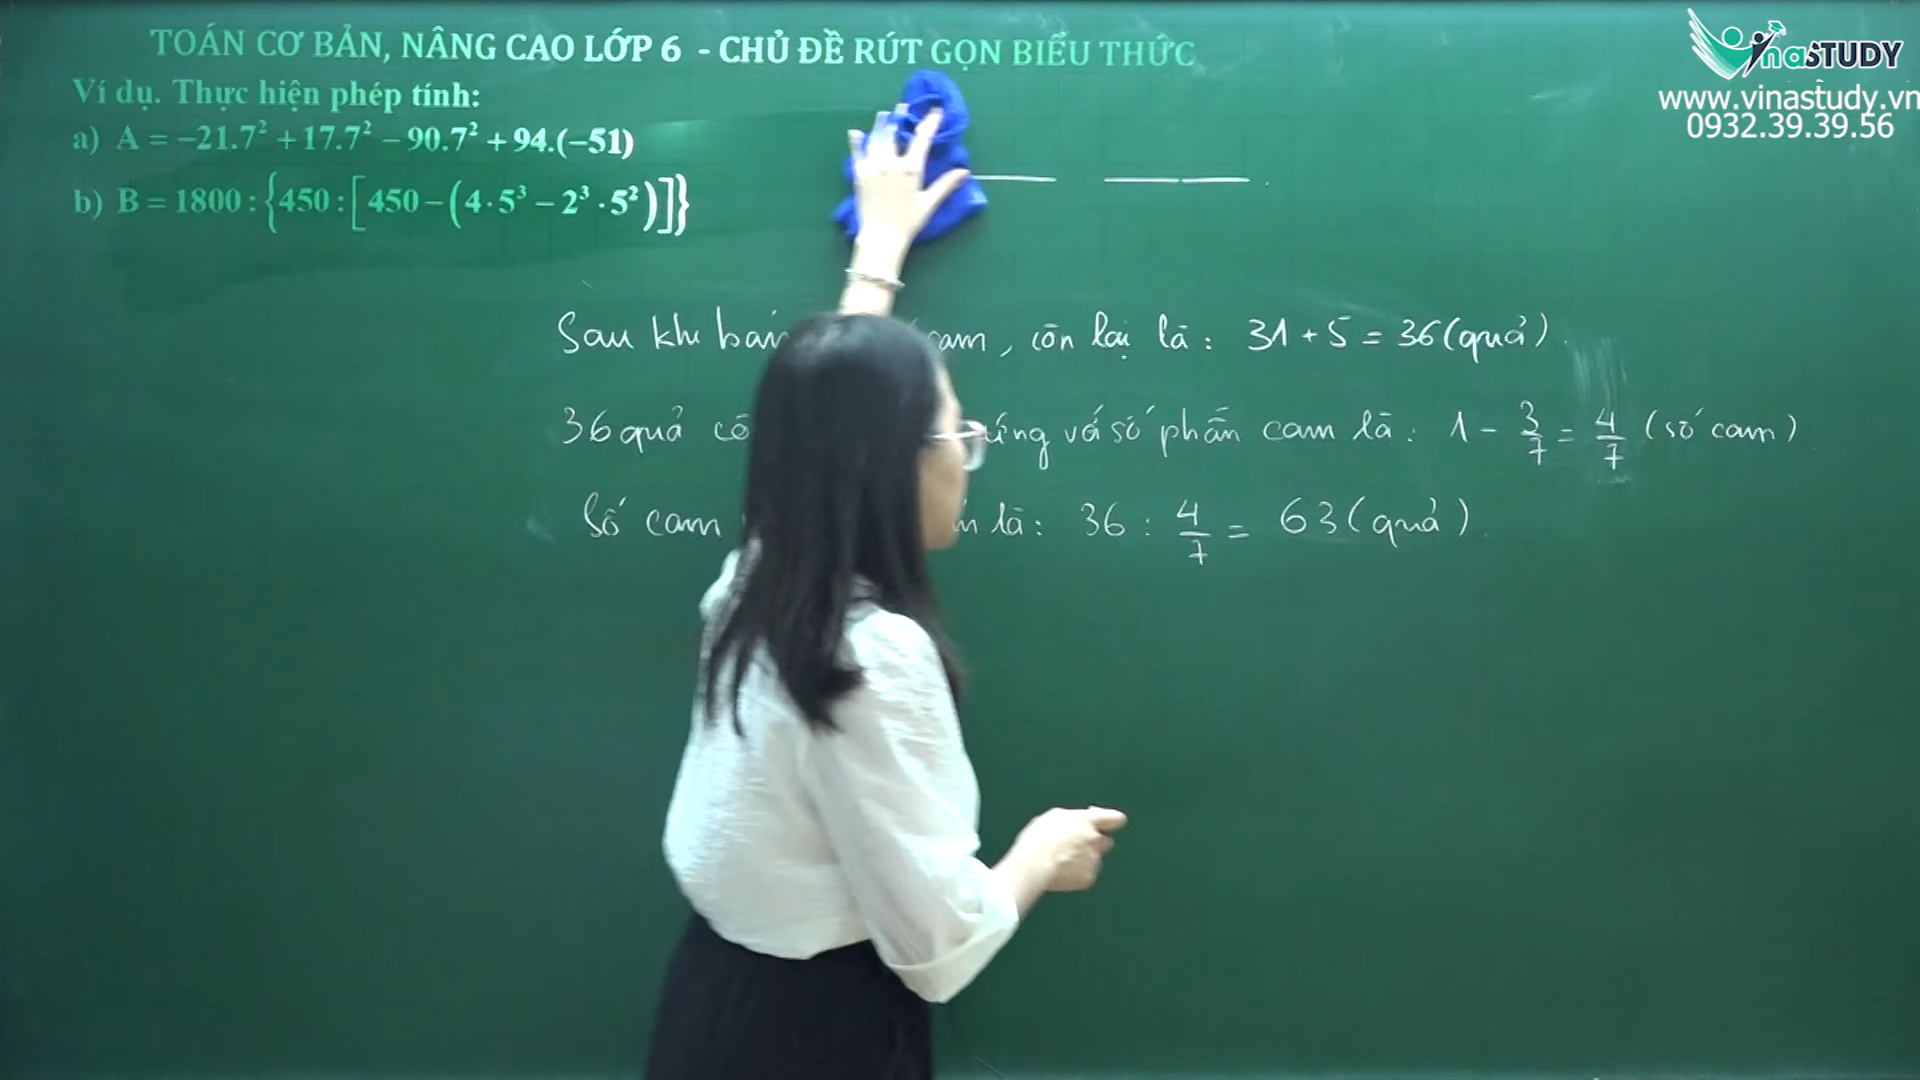 TOÁN CƠ BẢN, NÂNG CAO LỚP 6 - CHỦ ĐỀ RÚT GỌN BIỂU THỨC
Ví dụ. Thực hiện phép tính:
a) A = −21.7² + 17.7² − 90.7² + 94.(−51)
b) B = 1800 : {450 : [450 − (4 · 5³ − 2³ · 5²)]}
VinaSTUDY
www.vinastudy.vn
0932.39.39.56
Sau khi bán cam, còn lại là : 31 + 5 = 36 (quả).
36 quả ứng với số phần cam là : 1 - 3/7 = 4/7 (số cam)
Số cam là : 36 : 4/7 = 63 (quả).